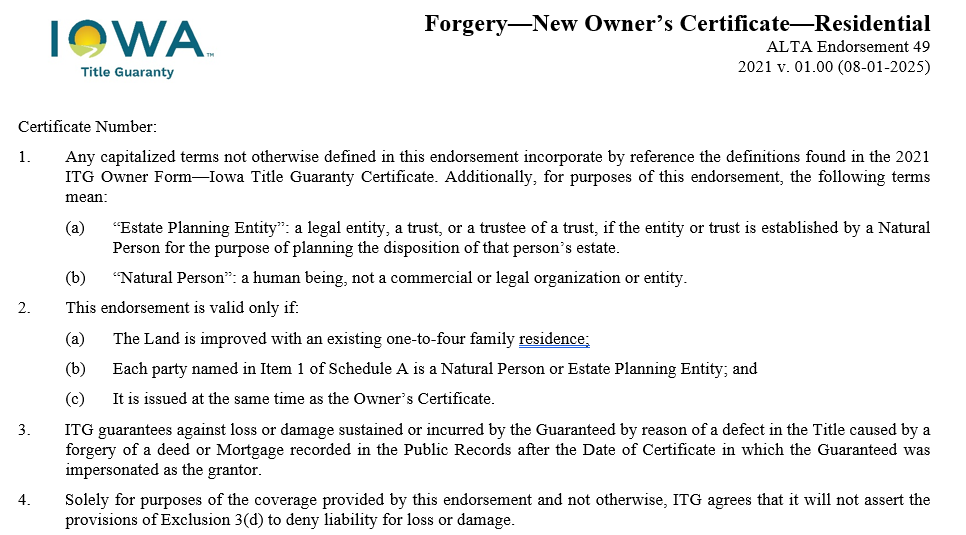 IOWA™
Title Guaranty
Forgery—New Owner’s Certificate—Residential
ALTA Endorsement 49
2021 v. 01.00 (08-01-2025)
Certificate Number:
1. Any capitalized terms not otherwise defined in this endorsement incorporate by reference the definitions found in the 2021
ITG Owner Form—Iowa Title Guaranty Certificate. Additionally, for purposes of this endorsement, the following terms
mean:
(a) “Estate Planning Entity”: a legal entity, a trust, or a trustee of a trust, if the entity or trust is established by a Natural
Person for the purpose of planning the disposition of that person’s estate.
(b) “Natural Person”: a human being, not a commercial or legal organization or entity.
2. This endorsement is valid only if:
(a) The Land is improved with an existing one-to-four family residence;
(b) Each party named in Item 1 of Schedule A is a Natural Person or Estate Planning Entity; and
(c) It is issued at the same time as the Owner’s Certificate.
3. ITG guarantees against loss or damage sustained or incurred by the Guaranteed by reason of a defect in the Title caused by a
forgery of a deed or Mortgage recorded in the Public Records after the Date of Certificate in which the Guaranteed was
impersonated as the grantor.
4. Solely for purposes of the coverage provided by this endorsement and not otherwise, ITG agrees that it will not assert the
provisions of Exclusion 3(d) to deny liability for loss or damage.